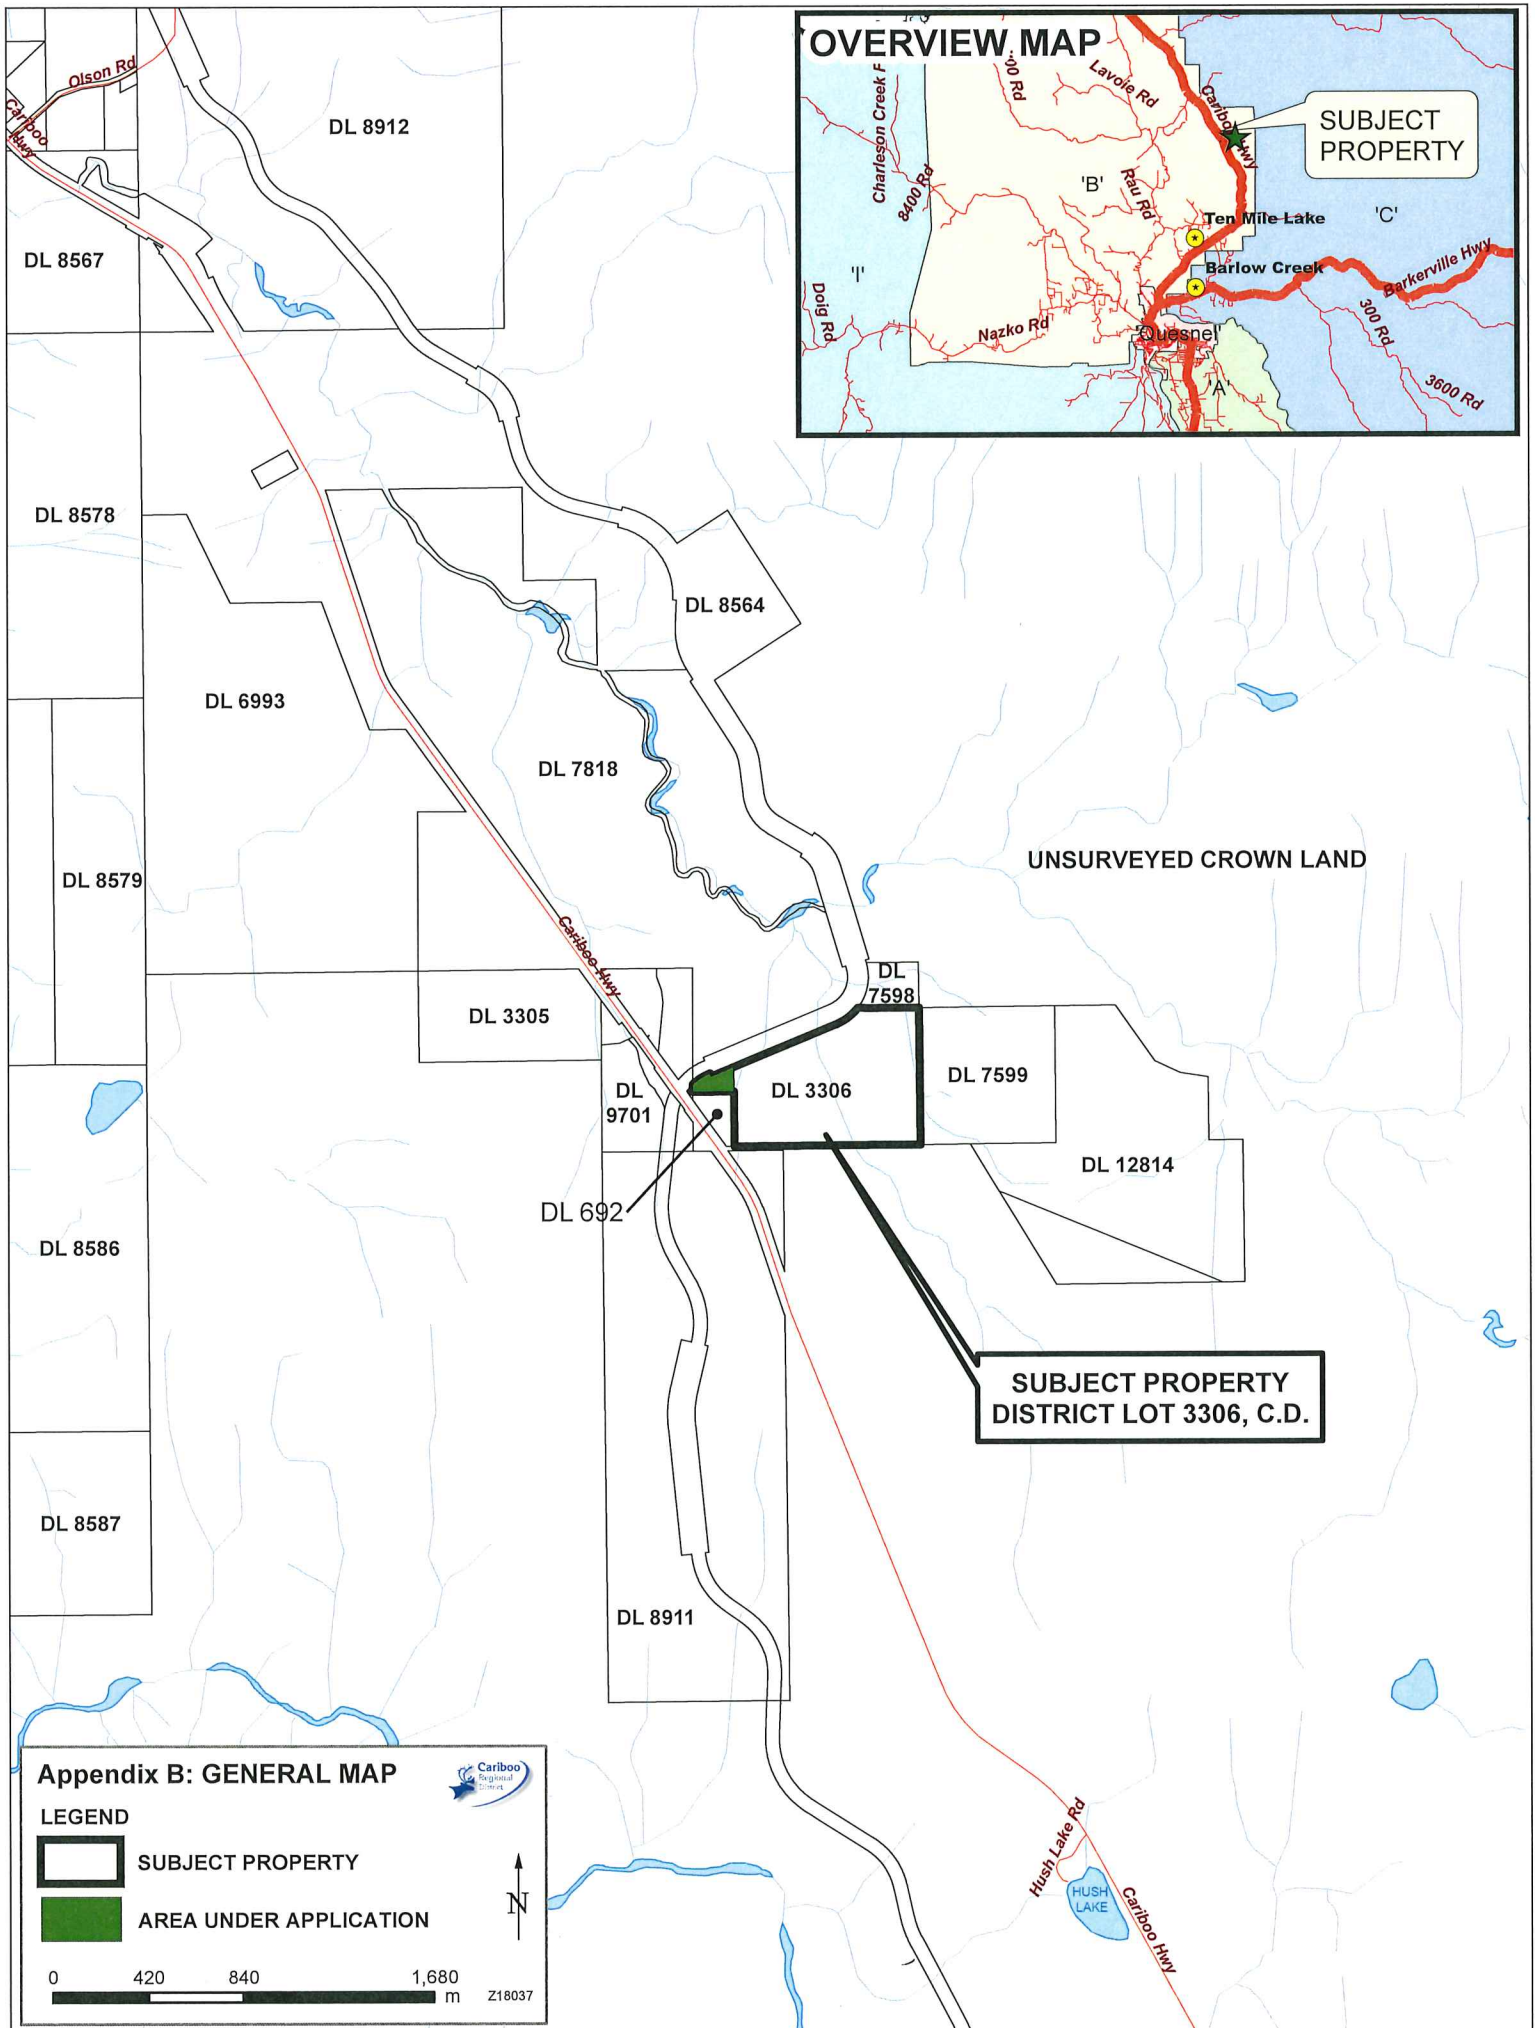 OVERVIEW MAP
Charleson Creek
Lavoie Rd
Cariboo Hwy
SUBJECT
PROPERTY
8400 Rd
'B'
Rau Rd
'C'
Ten Mile Lake
'I'
Barlow Creek
Barkerville Hwy
Doig Rd
Nazko Rd
'Quesnel'
300 Rd
'A'
3600 Rd
Olson Rd
Cariboo
Hwy
DL 8912
DL 8567
DL 8578
DL 8564
DL 6993
DL 7818
UNSURVEYED CROWN LAND
DL 8579
Cariboo Hwy
DL
7598
DL 3305
DL 7599
DL
9701
DL 3306
DL 12814
DL 692
DL 8586
SUBJECT PROPERTY
DISTRICT LOT 3306, C.D.
DL 8587
DL 8911
Hush Lake Rd
HUSH
LAKE
Cariboo Hwy
Appendix B: GENERAL MAP
Cariboo
Regional
District
LEGEND
SUBJECT PROPERTY
AREA UNDER APPLICATION
N
0 420 840 1,680
m
Z18037